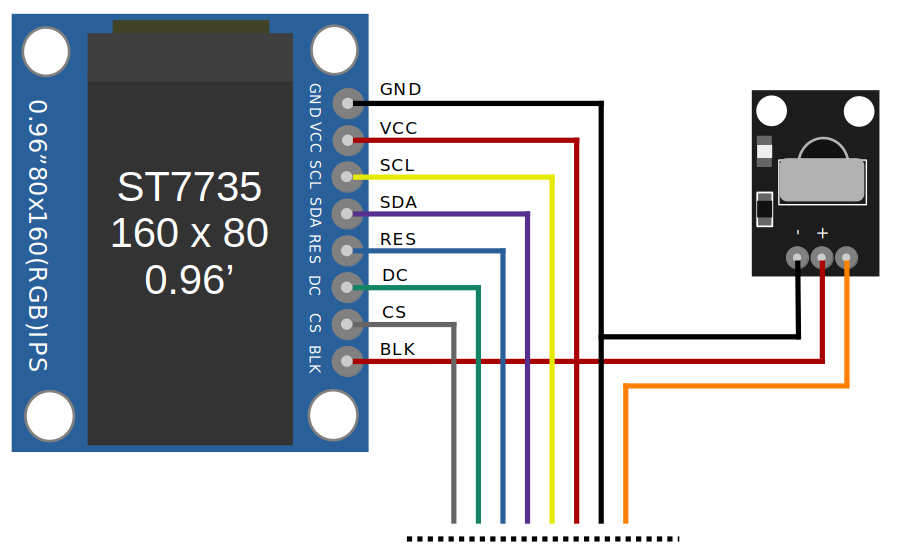 0.96”80x160(RGB)IPS
ST7735
160 x 80
0.96’
GND
VCC
SCL
SDA
RES
DC
CS
BLK
GND
VCC
SCL
SDA
RES
DC
CS
BLK
- +